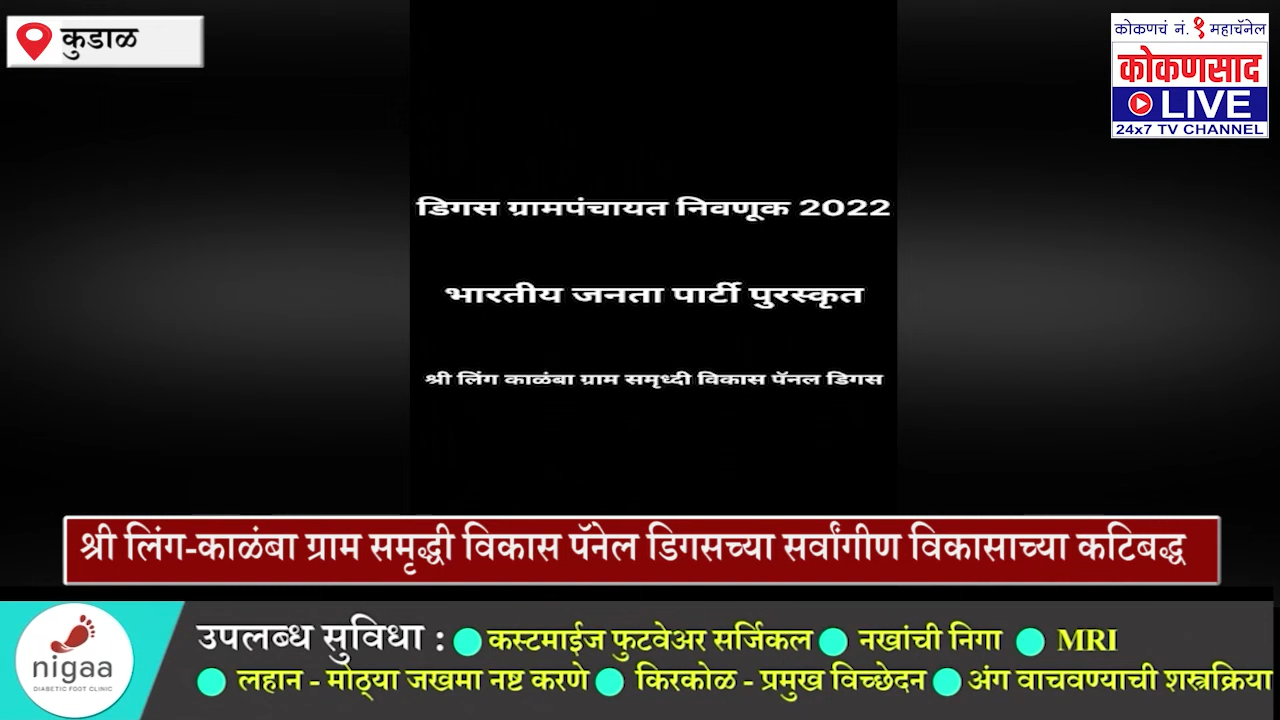 कुडाळ
कोकणचं नं. १ महाचॅनेल
कोकणसाद
LIVE
24x7 TV CHANNEL
डिगस ग्रामपंचायत निवणूक 2022
भारतीय जनता पार्टी पुरस्कृत
श्री लिंग काळंबा ग्राम समृध्दी विकास पॅनल डिगस
श्री लिंग-काळंबा ग्राम समृद्धी विकास पॅनेल डिगसच्या सर्वांगीण विकासाच्या कटिबद्ध
nigaa
DIABETIC FOOT CLINIC
उपलब्ध सुविधा : कस्टमाईज फुटवेअर सर्जिकल नखांची निगा MRI
लहान - मोठ्या जखमा नष्ट करणे किरकोळ - प्रमुख विच्छेदन अंग वाचवण्याची शस्त्रक्रिया